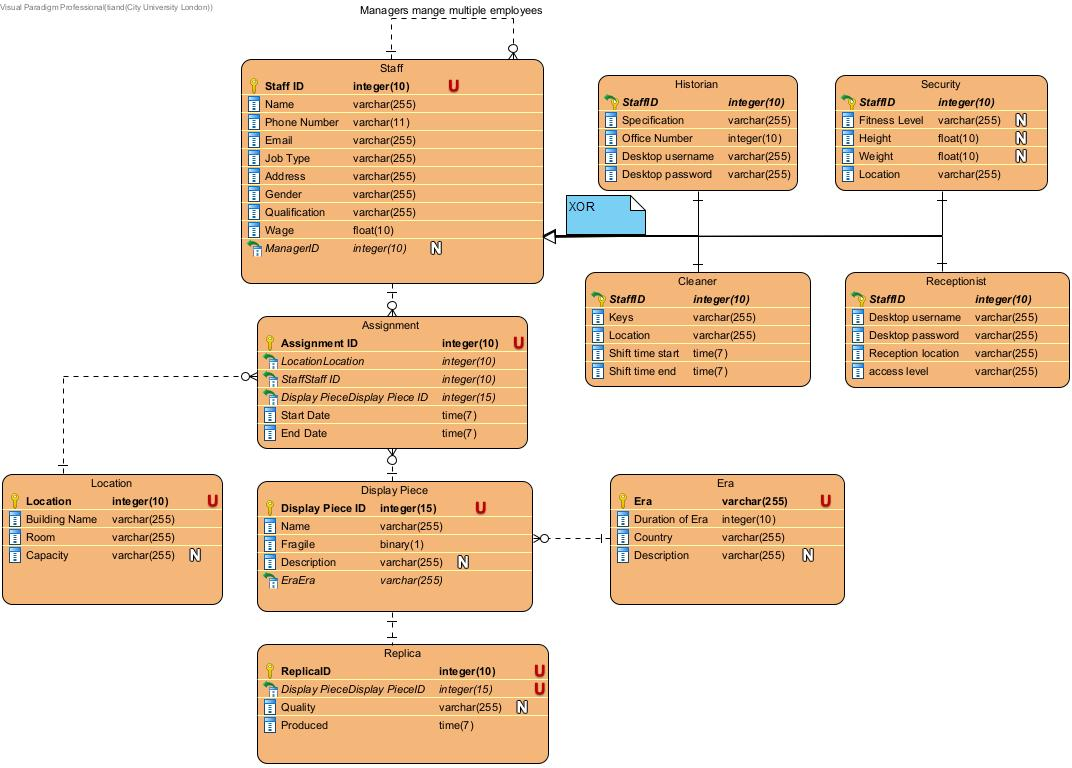 Visual Paradigm Professional(tiand(City University London))
Managers mange multiple employees
Staff
Staff ID integer(10) U
Name varchar(255)
Phone Number varchar(11)
Email varchar(255)
Job Type varchar(255)
Address varchar(255)
Gender varchar(255)
Qualification varchar(255)
Wage float(10)
ManagerID integer(10) N
Historian
StaffID integer(10)
Specification varchar(255)
Office Number integer(10)
Desktop username varchar(255)
Desktop password varchar(255)
Security
StaffID integer(10)
Fitness Level varchar(255) N
Height float(10) N
Weight float(10) N
Location varchar(255)
XOR
Cleaner
StaffID integer(10)
Keys varchar(255)
Location varchar(255)
Shift time start time(7)
Shift time end time(7)
Receptionist
StaffID integer(10)
Desktop username varchar(255)
Desktop password varchar(255)
Reception location varchar(255)
access level varchar(255)
Assignment
Assignment ID integer(10) U
LocationLocation integer(10)
StaffStaff ID integer(10)
Display PieceDisplay Piece ID integer(15)
Start Date time(7)
End Date time(7)
Location
Location integer(10) U
Building Name varchar(255)
Room varchar(255)
Capacity varchar(255) N
Display Piece
Display Piece ID integer(15) U
Name varchar(255)
Fragile binary(1)
Description varchar(255) N
EraEra varchar(255)
Era
Era varchar(255) U
Duration of Era integer(10)
Country varchar(255)
Description varchar(255) N
Replica
ReplicaID integer(10) U
Display PieceDisplay PieceID integer(15) U
Quality varchar(255) N
Produced time(7)